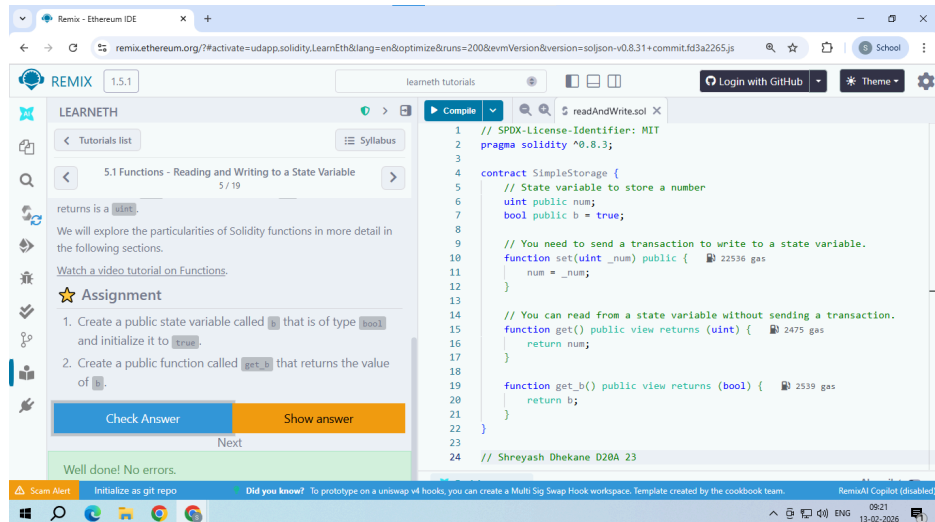 Remix - Ethereum IDE
remix.ethereum.org/?#activate=udapp.solidity.LearnEth&lang=en&optimize&runs=200&evmVersion&version=soljson-v0.8.31+commit.fd3a2265.js
S School
REMIX 1.5.1
learneth tutorials
Login with GitHub
Theme
LEARNETH
Tutorials list
Syllabus
5.1 Functions - Reading and Writing to a State Variable
5 / 19
returns is a uint.
We will explore the particularities of Solidity functions in more detail in
the following sections.
Watch a video tutorial on Functions.
Assignment
1. Create a public state variable called b that is of type bool
and initialize it to true.
2. Create a public function called get_b that returns the value
of b.
Check Answer
Show answer
Next
Well done! No errors.
Compile
readAndWrite.sol
1 // SPDX-License-Identifier: MIT
2 pragma solidity ^0.8.3;
3
4 contract SimpleStorage {
5 // State variable to store a number
6 uint public num;
7 bool public b = true;
8
9 // You need to send a transaction to write to a state variable.
10 function set(uint _num) public { 22536 gas
11 num = _num;
12 }
13
14 // You can read from a state variable without sending a transaction.
15 function get() public view returns (uint) { 2475 gas
16 return num;
17 }
18
19 function get_b() public view returns (bool) { 2539 gas
20 return b;
21 }
22 }
23
24 // Shreyash Dhekane D20A 23
Scam Alert
Initialize as git repo
Did you know? To prototype on a uniswap v4 hooks, you can create a Multi Sig Swap Hook workspace. Template created by the cookbook team.
RemixAI Copilot (disabled)
ENG
09:21
13-02-2026